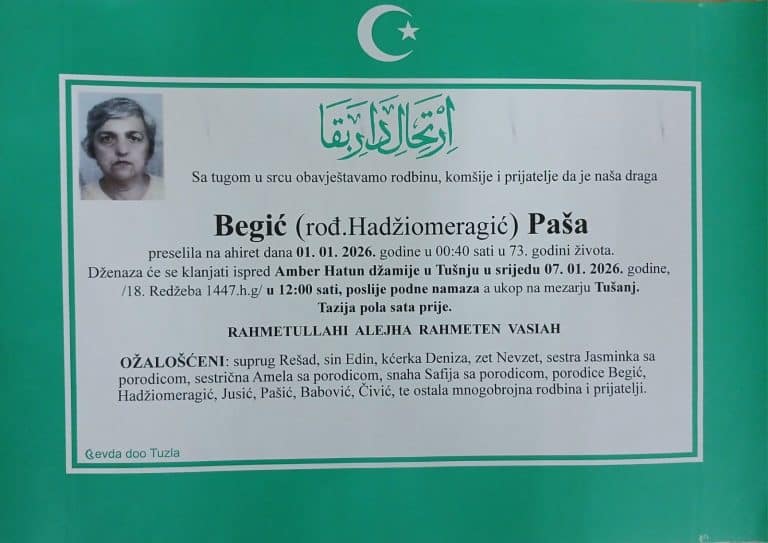 ارتحال دار بقا
Sa tugom u srcu obavještavamo rodbinu, komšije i prijatelje da je naša draga
Begić (rođ.Hadžiomeragić) Paša
preselila na ahiret dana 01. 01. 2026. godine u 00:40 sati u 73. godini života.
Dženaza će se klanjati ispred Amber Hatun džamije u Tušnju u srijedu 07. 01. 2026. godine,
/18. Redžeba 1447.h.g/ u 12:00 sati, poslije podne namaza a ukop na mezarju Tušanj.
Tazija pola sata prije.
RAHMETULLAHI ALEJHA RAHMETEN VASIAH
OŽALOŠĆENI: suprug Rešad, sin Edin, kćerka Deniza, zet Nevzet, sestra Jasminka sa
porodicom, sestrična Amela sa porodicom, snaha Safija sa porodicom, porodice Begić,
Hadžiomeragić, Jusić, Pašić, Babović, Čivić, te ostala mnogobrojna rodbina i prijatelji.
Sevda doo Tuzla